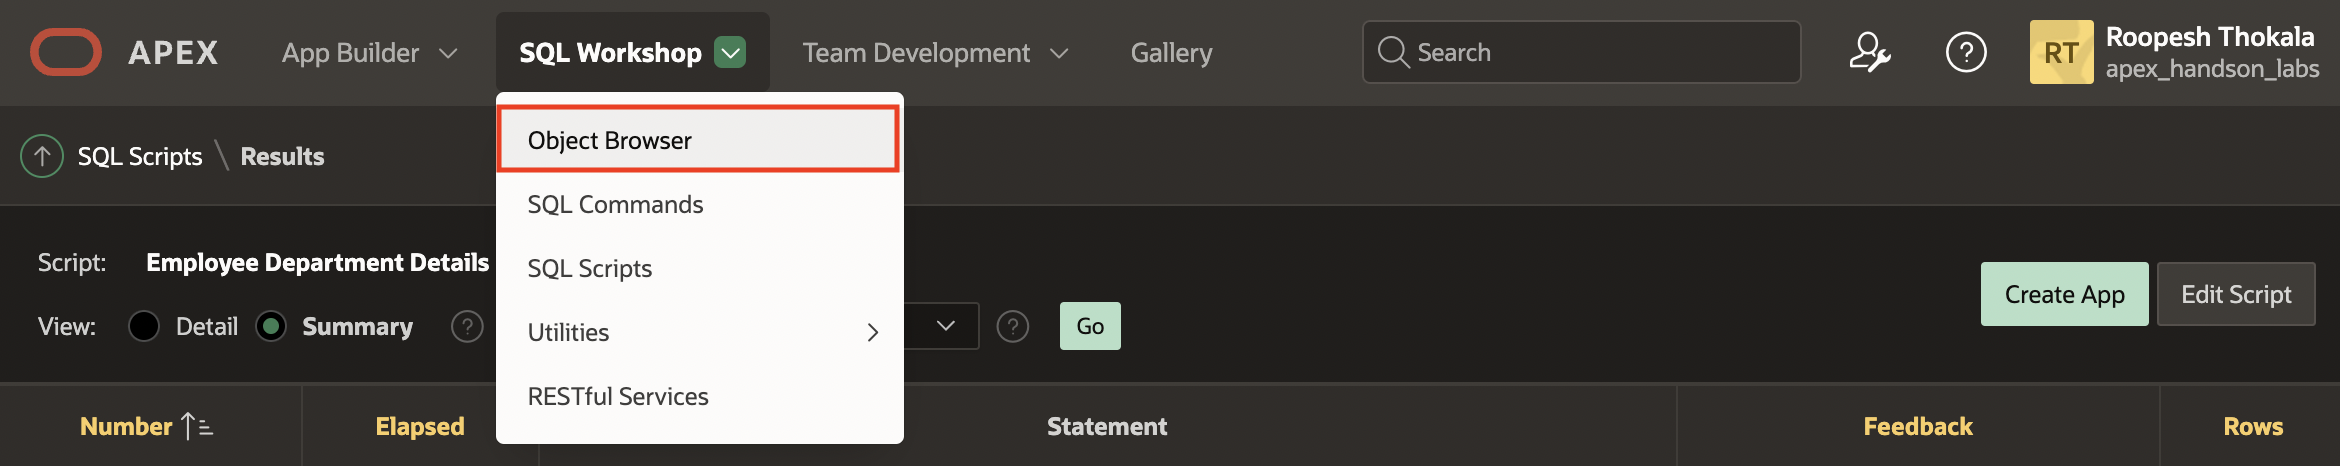 APEX App Builder SQL Workshop Team Development Gallery Search ? RT Roopesh Thokala
apex_handson_labs
SQL Scripts \ Results
Object Browser
SQL Commands
SQL Scripts
Utilities
RESTful Services
Script: Employee Department Details
View: Detail Summary ? ? Go
Create App Edit Script
Number Elapsed Statement Feedback Rows